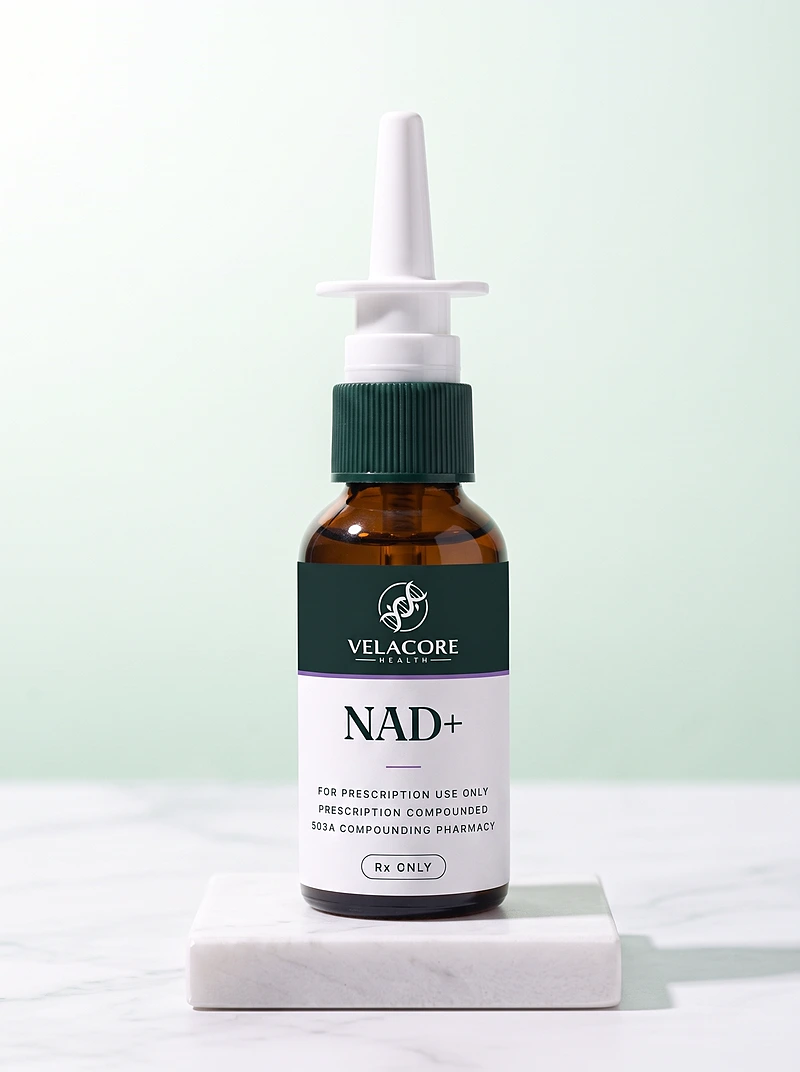 VELACORE
HEALTH
NAD+
FOR PRESCRIPTION USE ONLY
PRESCRIPTION COMPOUNDED
503A COMPOUNDING PHARMACY
Rx ONLY